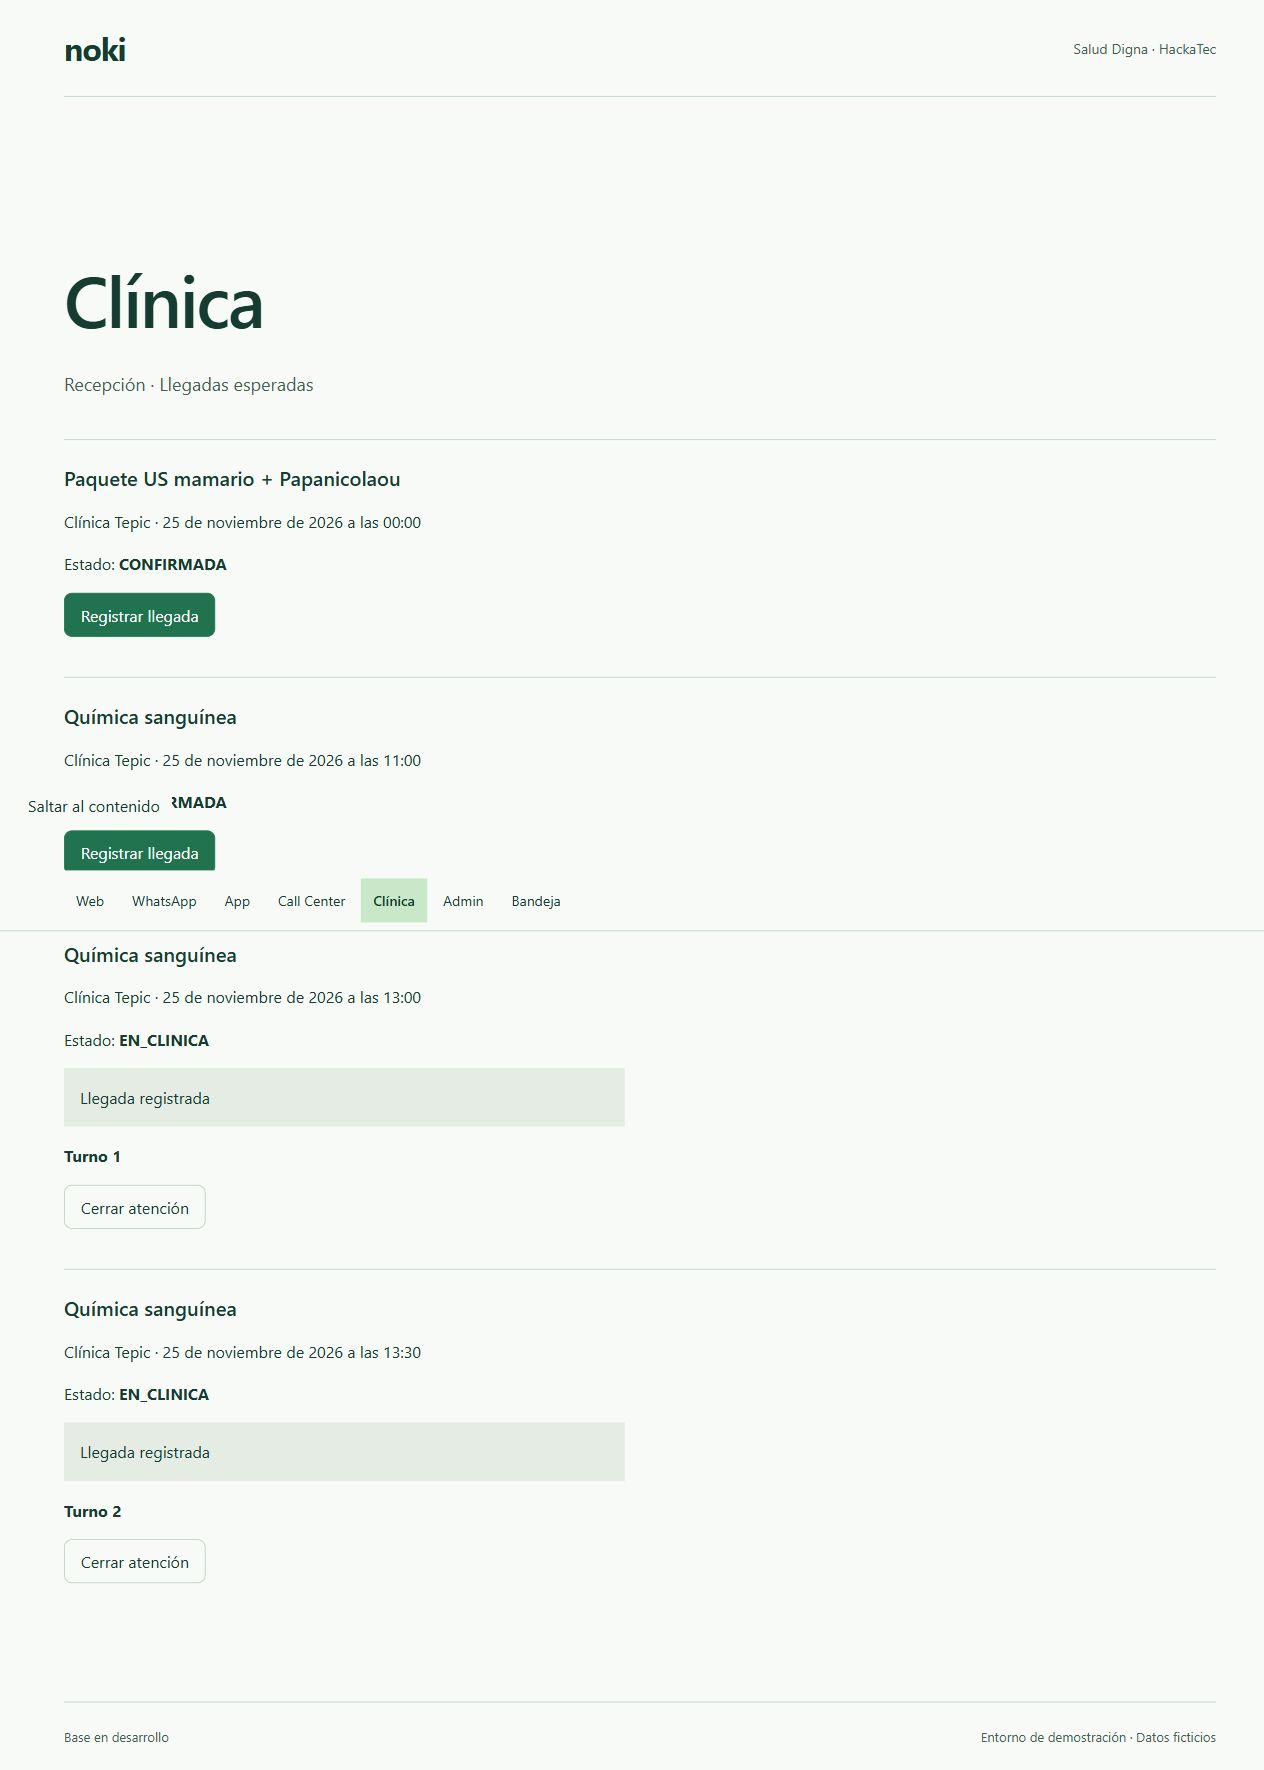 noki
Salud Digna · HackaTec
Clínica
Recepción · Llegadas esperadas
Paquete US mamario + Papanicolaou
Clínica Tepic · 25 de noviembre de 2026 a las 00:00
Estado: CONFIRMADA
Registrar llegada
Química sanguínea
Clínica Tepic · 25 de noviembre de 2026 a las 11:00
Saltar al contenido
RMADA
Registrar llegada
Web WhatsApp App Call Center Clínica Admin Bandeja
Química sanguínea
Clínica Tepic · 25 de noviembre de 2026 a las 13:00
Estado: EN_CLINICA
Llegada registrada
Turno 1
Cerrar atención
Química sanguínea
Clínica Tepic · 25 de noviembre de 2026 a las 13:30
Estado: EN_CLINICA
Llegada registrada
Turno 2
Cerrar atención
Base en desarrollo
Entorno de demostración · Datos ficticios